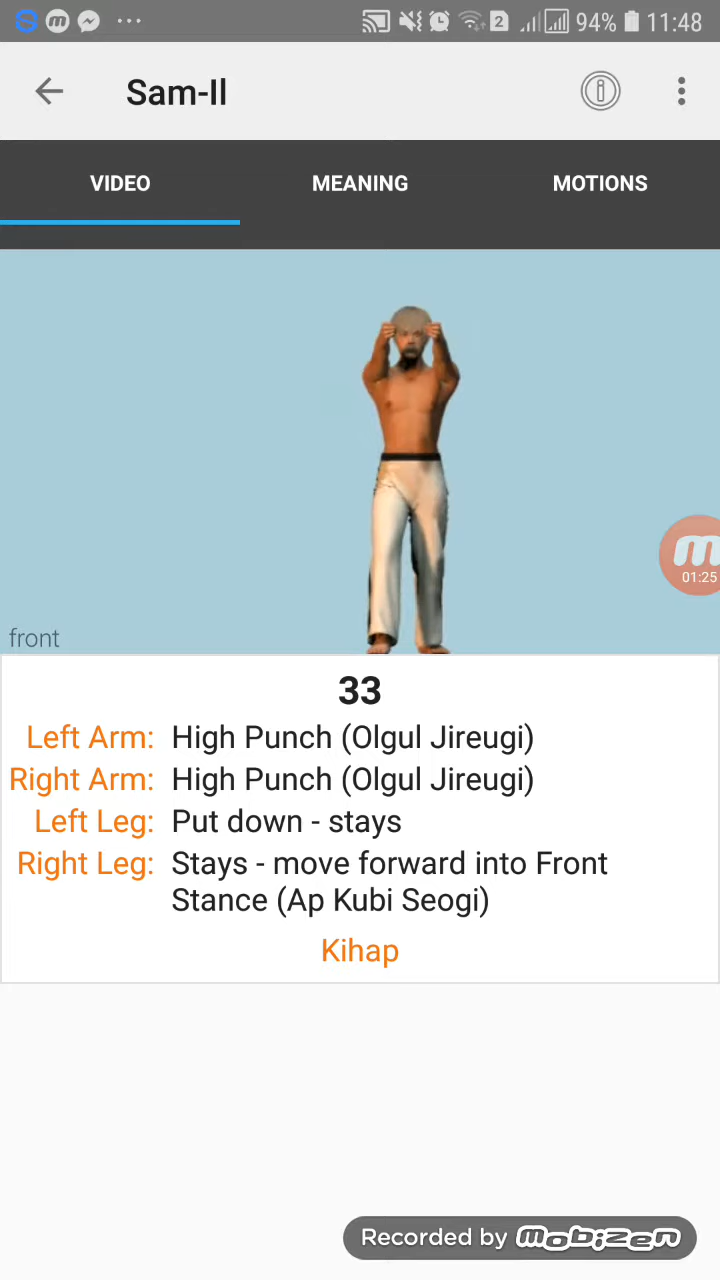 2 94% 11:48
Sam-Il
VIDEO MEANING MOTIONS
01:25
front
33
Left Arm: High Punch (Olgul Jireugi)
Right Arm: High Punch (Olgul Jireugi)
Left Leg: Put down - stays
Right Leg: Stays - move forward into Front
Stance (Ap Kubi Seogi)
Kihap
Recorded by mobizen